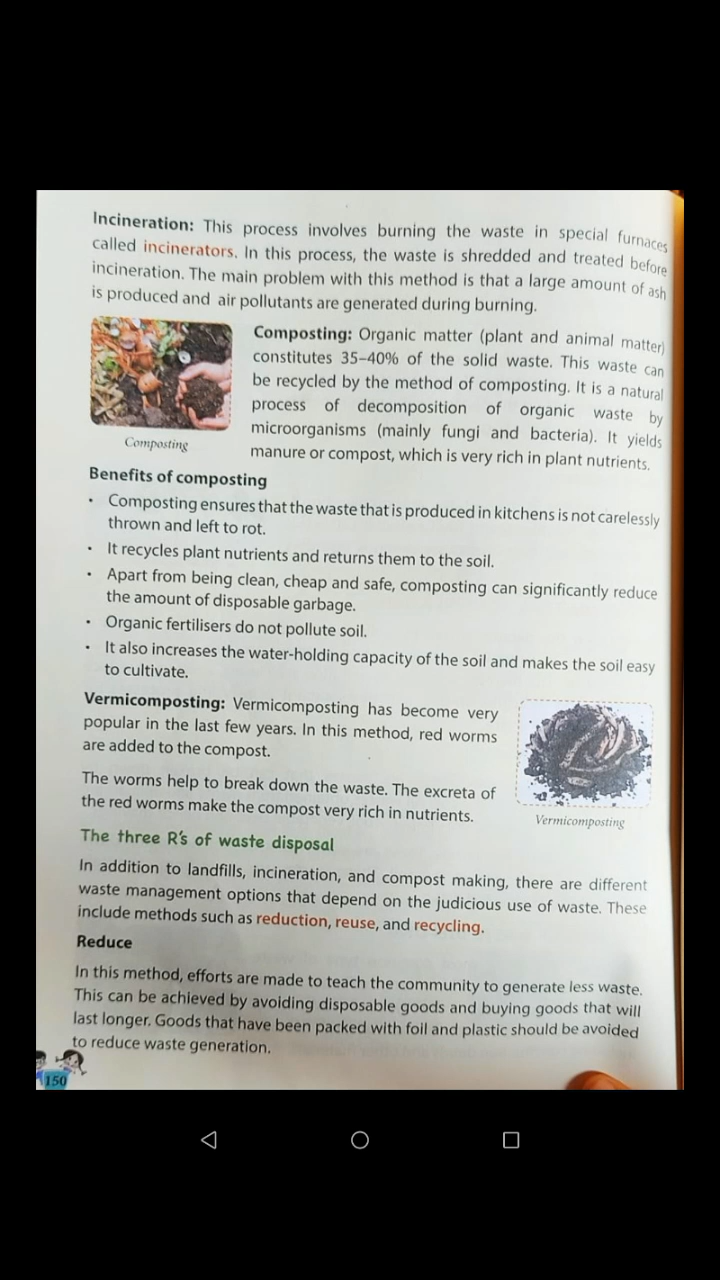 Incineration: This process involves burning the waste in special furnaces
called incinerators. In this process, the waste is shredded and treated before
incineration. The main problem with this method is that a large amount of ash
is produced and air pollutants are generated during burning.
Composting: Organic matter (plant and animal matter)
constitutes 35–40% of the solid waste. This waste can
be recycled by the method of composting. It is a natural
process of decomposition of organic waste by
microorganisms (mainly fungi and bacteria). It yields
manure or compost, which is very rich in plant nutrients.
Composting
Benefits of composting
• Composting ensures that the waste that is produced in kitchens is not carelessly
thrown and left to rot.
• It recycles plant nutrients and returns them to the soil.
• Apart from being clean, cheap and safe, composting can significantly reduce
the amount of disposable garbage.
• Organic fertilisers do not pollute soil.
• It also increases the water-holding capacity of the soil and makes the soil easy
to cultivate.
Vermicomposting: Vermicomposting has become very
popular in the last few years. In this method, red worms
are added to the compost.
The worms help to break down the waste. The excreta of
the red worms make the compost very rich in nutrients.
Vermicomposting
The three R's of waste disposal
In addition to landfills, incineration, and compost making, there are different
waste management options that depend on the judicious use of waste. These
include methods such as reduction, reuse, and recycling.
Reduce
In this method, efforts are made to teach the community to generate less waste.
This can be achieved by avoiding disposable goods and buying goods that will
last longer. Goods that have been packed with foil and plastic should be avoided
to reduce waste generation.
150